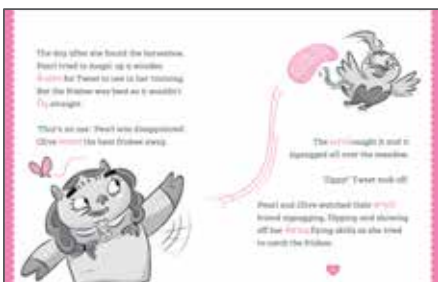 The day after she found the horseshoe,
Pearl tried to magic up a wooden
for Tweet to use in her training.
But the frisbee was bent so it wouldn't
fly straight.
'That's no use.' Pearl was disappointed.
Olive the bent frisbee away.
The caught it and it
zigzagged all over the meadow.
'Zippy!' Tweet took off.
Pearl and Olive watched their
friend zigzagging, flipping and showing
off her flying skills as she tried
to catch the frisbee.